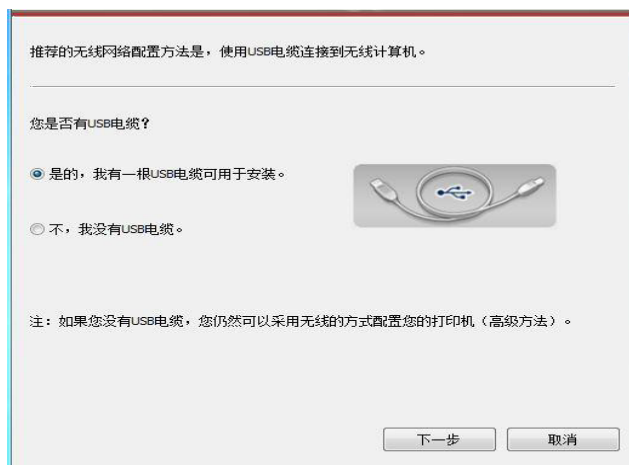 推荐的无线网络配置方法是，使用USB电缆连接到无线计算机。
您是否有USB电缆？
是的，我有一根USB电缆可用于安装。
不，我没有USB电缆。
注：如果您没有USB电缆，您仍然可以采用无线的方式配置您的打印机（高级方法）。
下一步
取消